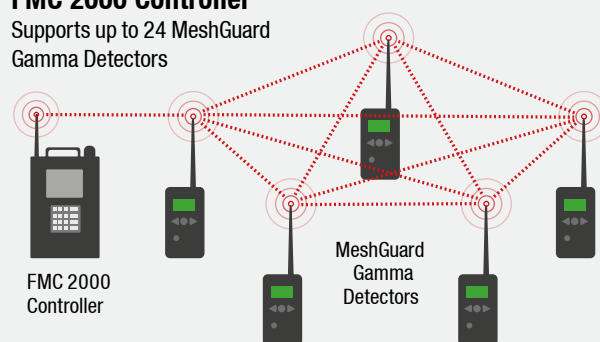 FMC 2000 Controller
Supports up to 24 MeshGuard
Gamma Detectors
MeshGuard
Gamma
Detectors
FMC 2000
Controller